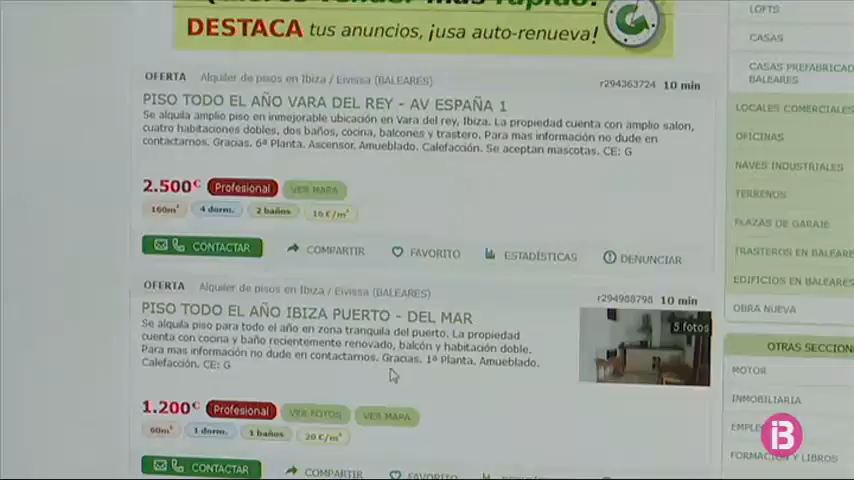 DESTACA tus anuncios, ¡usa auto-renueva!
OFERTA Alquiler de pisos en Ibiza / Eivissa (BALEARES) r294363724 10 min
PISO TODO EL AÑO VARA DEL REY - AV ESPAÑA 1
Se alquila amplio piso en inmejorable ubicación en Vara del rey, Ibiza. La propiedad cuenta con amplio salon,
cuatro habitaciones dobles, dos baños, cocina, balcones y trastero. Para mas información no dude en
contactarnos. Gracias. 6ª Planta. Ascensor. Amueblado. Calefacción. Se aceptan mascotas. CE: G
2.500€ Profesional VER MAPA
160m² 4 dorm. 2 baños 16 €/m²
CONTACTAR COMPARTIR FAVORITO ESTADÍSTICAS DENUNCIAR
OFERTA Alquiler de pisos en Ibiza / Eivissa (BALEARES) r294988798 10 min
PISO TODO EL AÑO IBIZA PUERTO - DEL MAR
Se alquila piso para todo el año en zona tranquila del puerto. La propiedad
cuenta con cocina y baño recientemente renovado, balcón y habitación doble.
Para mas información no dude en contactarnos. Gracias. 1ª Planta. Amueblado.
Calefacción. CE: G
5 fotos
1.200€ Profesional VER FOTOS VER MAPA
60m² 1 dorm. 1 baños 20 €/m²
CONTACTAR COMPARTIR FAVORITO
LOFTS
CASAS
CASAS PREFABRICAD
BALEARES
LOCALES COMERCIALES
OFICINAS
NAVES INDUSTRIALES
TERRENOS
PLAZAS DE GARAJE
TRASTEROS EN BALEARE
EDIFICIOS EN BALEARES
OBRA NUEVA
OTRAS SECCION
MOTOR
INMOBILIARIA
EMPLE
FORMACIÓN Y LIBROS
IB